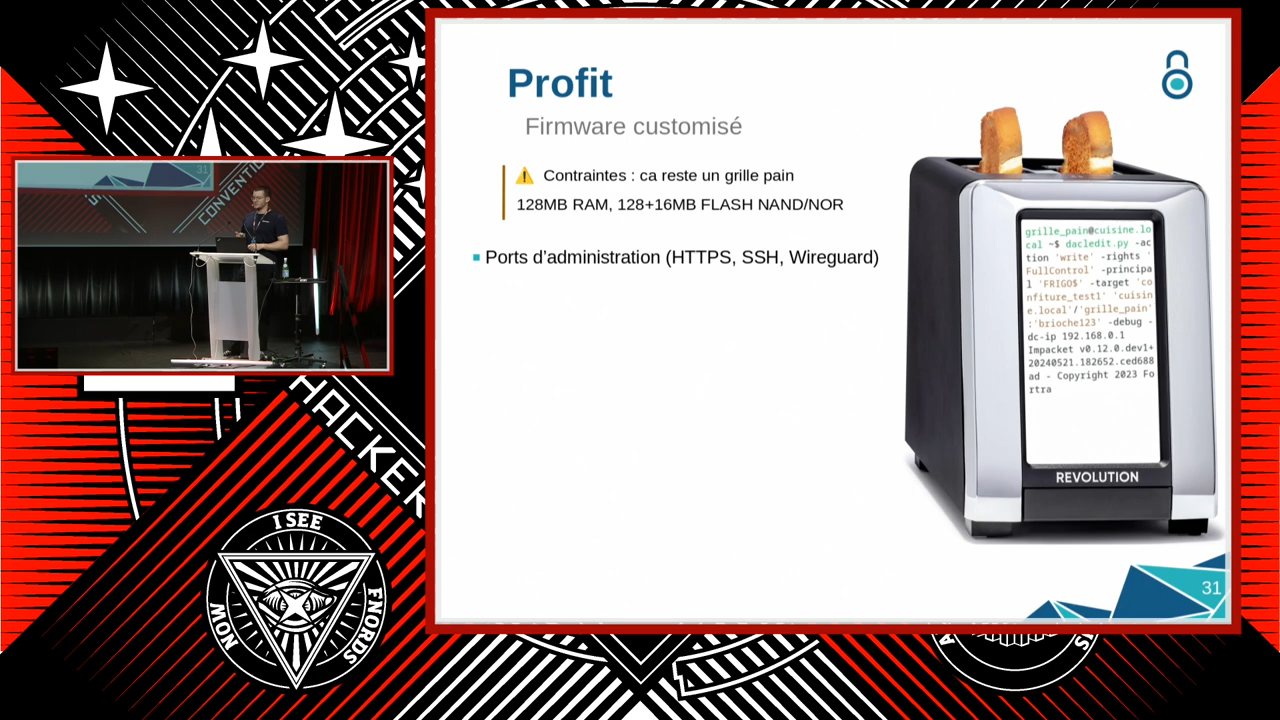 Profit
Firmware customisé
⚠ Contraintes : ca reste un grille pain
128MB RAM, 128+16MB FLASH NAND/NOR
Ports d’administration (HTTPS, SSH, Wireguard)
grille_pain@cuisine.lo
cal ~$ dacledit.py -ac
tion 'write' -rights '
FullControl' -principa
l 'FRIGO$' -target 'co
nfiture_test1' 'cuisin
e.local'/'grille_pain'
:'brioche123' -debug -
dc-ip 192.168.0.1
Impacket v0.12.0.dev1+
20240521.182652.ced688
ad - Copyright 2023 Fo
rtra
REVOLUTION
31
31
CONVENTIO
HACKER
I SEE
FNORDS
NOW